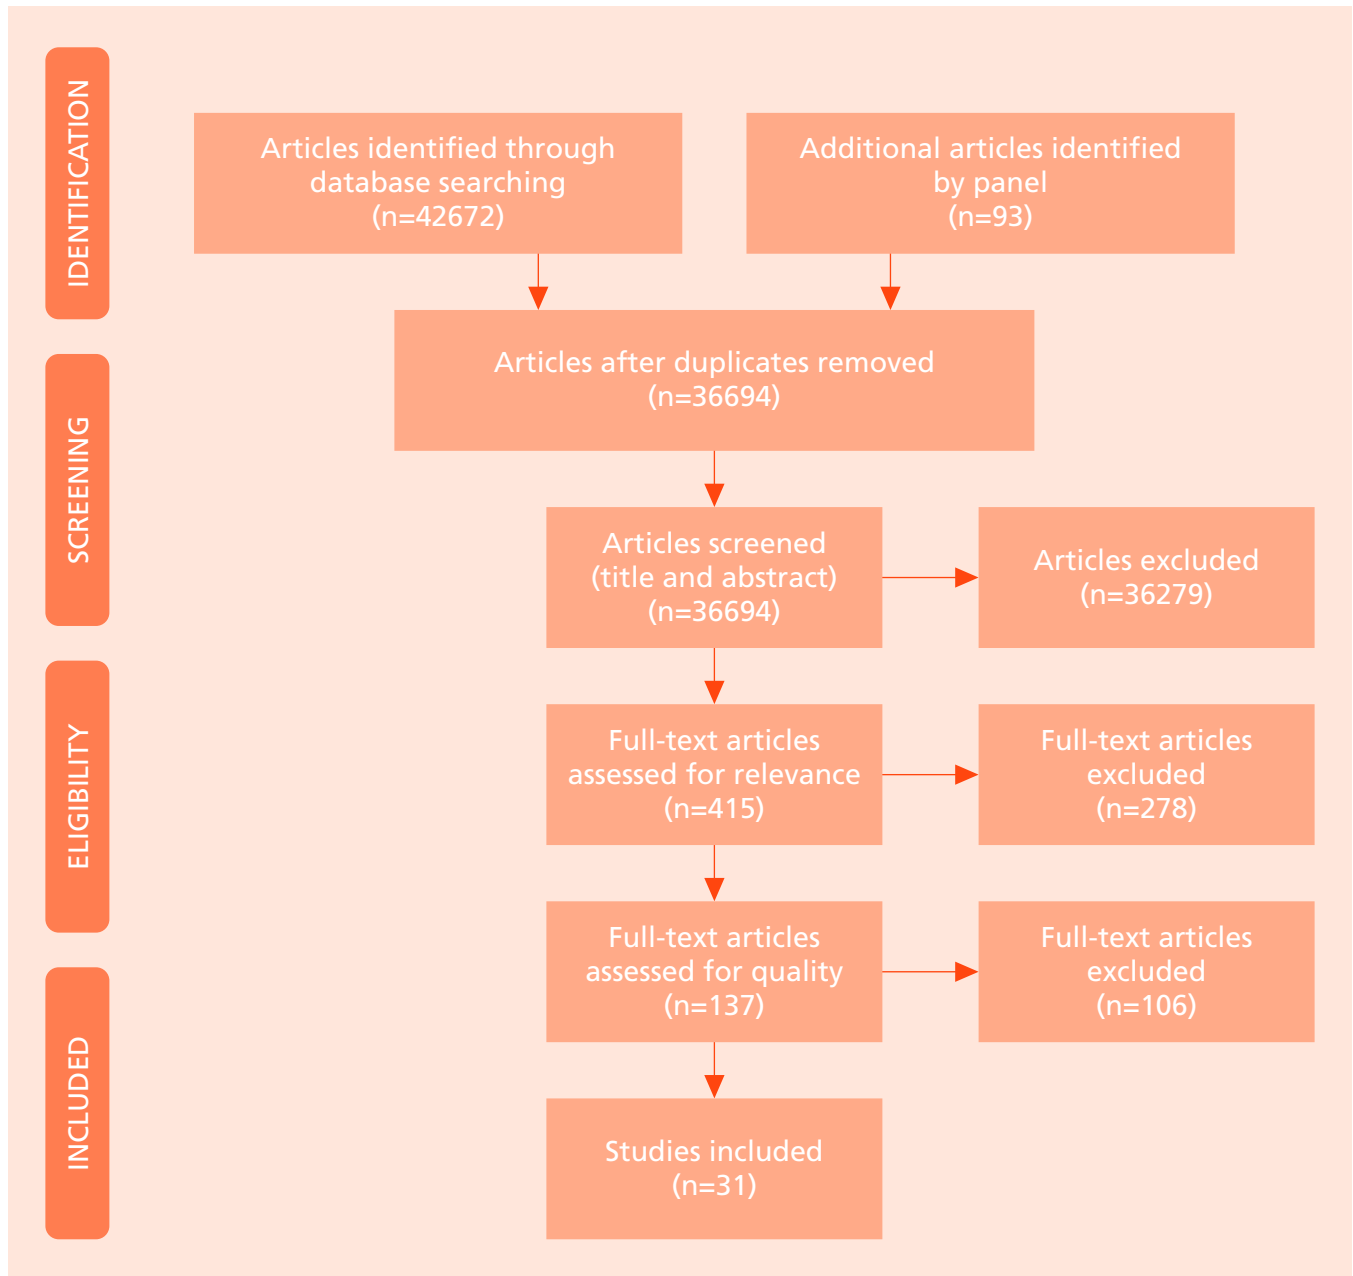 IDENTIFICATION
Articles identified through
database searching
(n=42672)
Additional articles identified
by panel
(n=93)
Articles after duplicates removed
(n=36694)
SCREENING
Articles screened
(title and abstract)
(n=36694)
Articles excluded
(n=36279)
ELIGIBILITY
Full-text articles
assessed for relevance
(n=415)
Full-text articles
excluded
(n=278)
Full-text articles
assessed for quality
(n=137)
Full-text articles
excluded
(n=106)
INCLUDED
Studies included
(n=31)